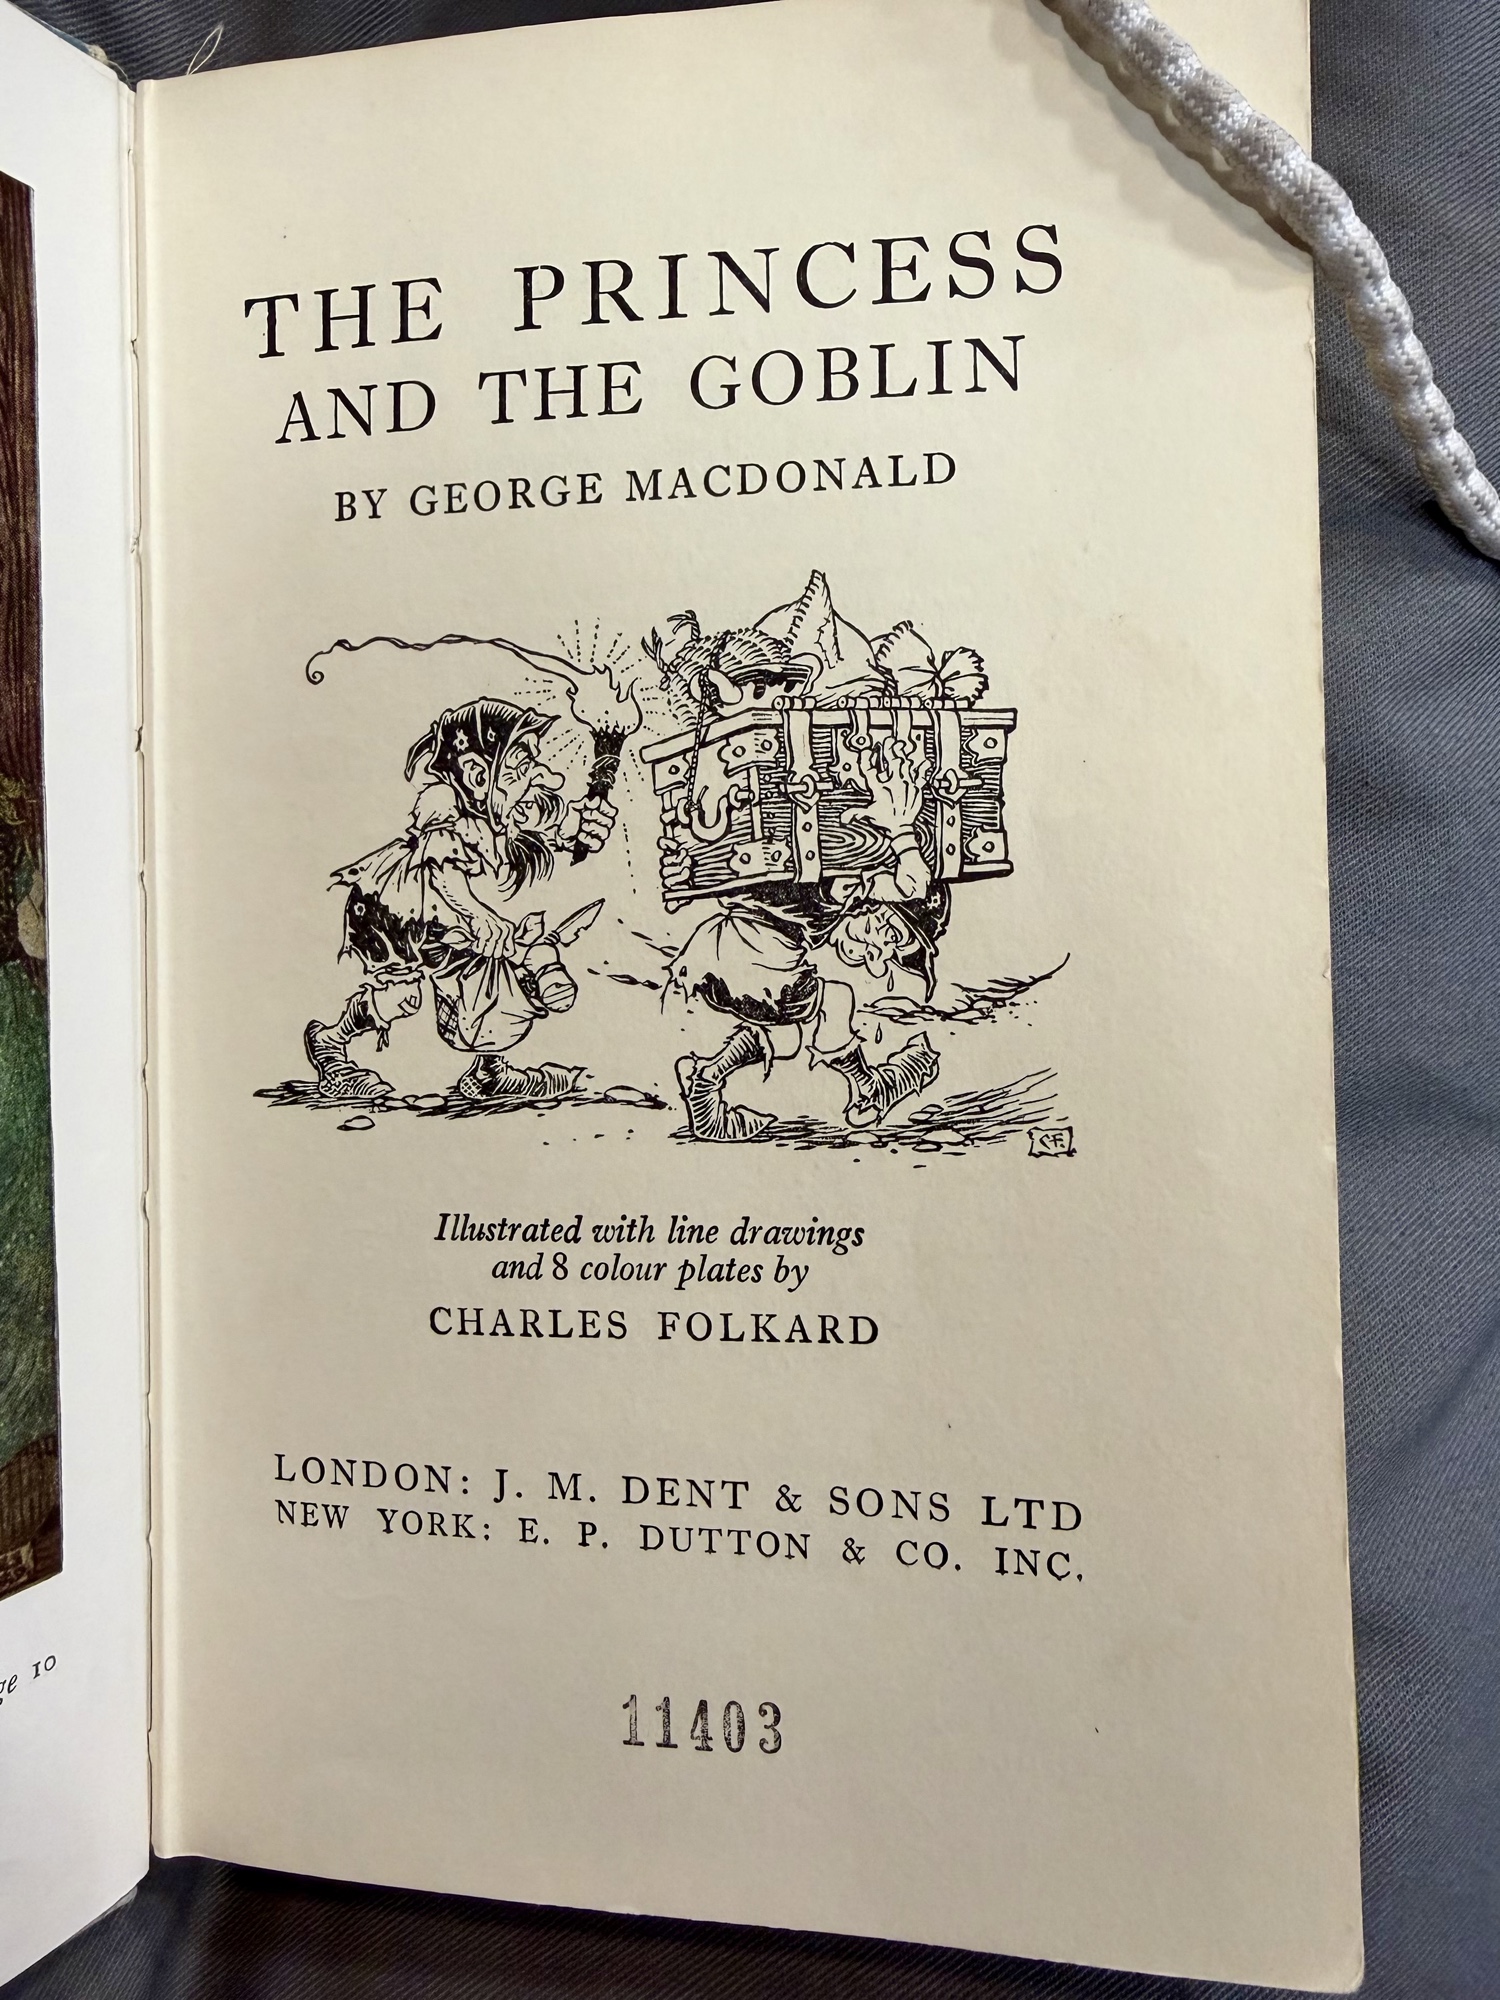 THE PRINCESS
AND THE GOBLIN
BY GEORGE MACDONALD
CF.
Illustrated with line drawings
and 8 colour plates by
CHARLES FOLKARD
LONDON: J. M. DENT & SONS LTD
NEW YORK: E. P. DUTTON & CO. INC.
11403
10